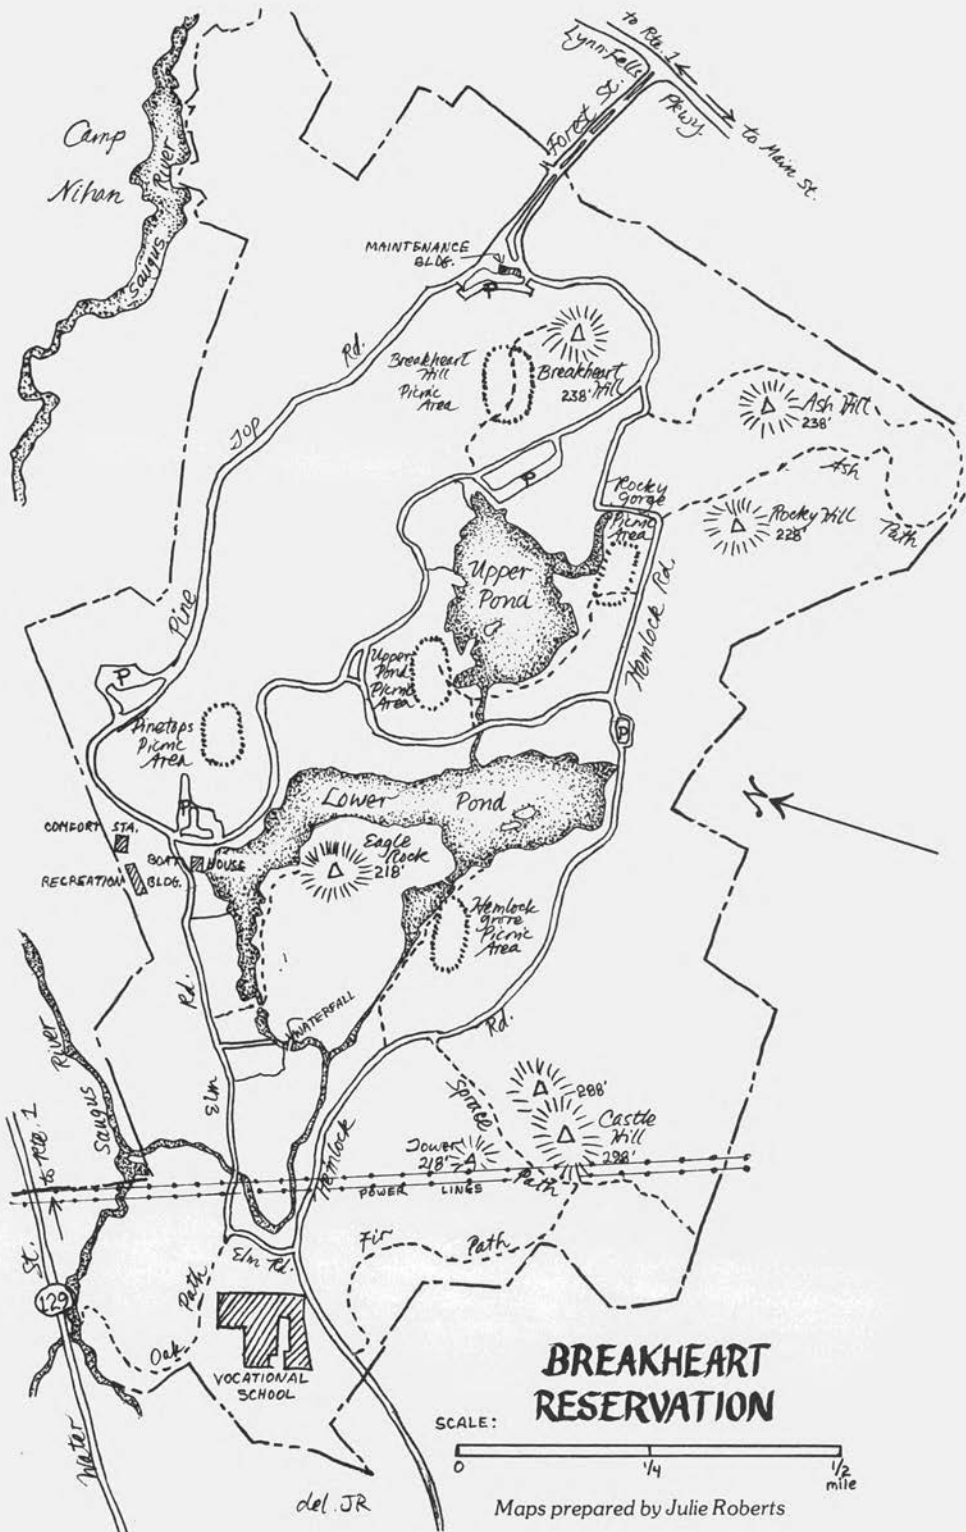 to Rte. 1
Lynn Fells
Pkwy
to Main St.
Forest St.
Camp
Nihan
Saugus River
MAINTENANCE
BLDG.
P
Breakheart
Hill
Picnic
Area
Breakheart
Hill
238'
Ash Hill
238'
Ash
Path
Rocky Hill
228'
Rocky
Gorge
Picnic
Area
P
Pine Top Rd.
Upper
Pond
Hemlock Rd.
Upper
Pond
Picnic
Area
P
Pinetops
Picnic
Area
P
N
Lower Pond
P
COMFORT STA.
BOAT HOUSE
RECREATION BLDG.
Eagle
Rock
218'
Hemlock
Grove
Picnic
Area
WATERFALL
Elm Rd.
Hemlock Rd.
Saugus River
Spruce Path
288'
Castle
Hill
298'
Tower
218'
POWER LINES
to Rte. 1
Fir Path
Elm Rd.
Oak Path
129
Water St.
VOCATIONAL
SCHOOL
BREAKHEART
RESERVATION
SCALE:
0 1/4 1/2
mile
del. JR
Maps prepared by Julie Roberts